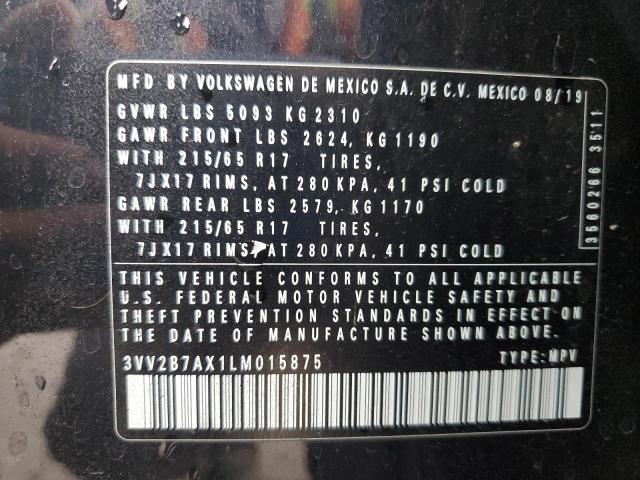 MFD BY VOLKSWAGEN DE MEXICO S.A. DE C.V. MEXICO 08/19
GVWR LBS 5093 KG 2310
GAWR FRONT LBS 2624, KG 1190
WITH 215/65 R17 TIRES,
7JX17 RIMS, AT 280 KPA, 41 PSI COLD
GAWR REAR LBS 2579, KG 1170
WITH 215/65 R17 TIRES,
7JX17 RIMS, AT 280 KPA, 41 PSI COLD
3560266 3511
THIS VEHICLE CONFORMS TO ALL APPLICABLE
U.S. FEDERAL MOTOR VEHICLE SAFETY AND
THEFT PREVENTION STANDARDS IN EFFECT ON
THE DATE OF MANUFACTURE SHOWN ABOVE.
3VV2B7AX1LM015875 TYPE: MPV